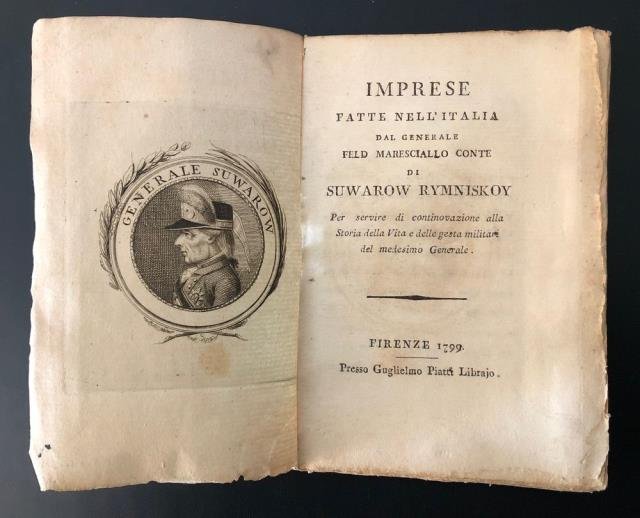 GENERALE SUWAROW
IMPRESE
FATTE NELL'ITALIA
DAL GENERALE
FELD MARESCIALLO CONTE
DI
SUWAROW RYMNISKOY
Per servire di continovazione alla
Storia della Vita e delle gesta militari
del medesimo Generale.
FIRENZE 1799.
Presso Guglielmo Piatti Librajo.